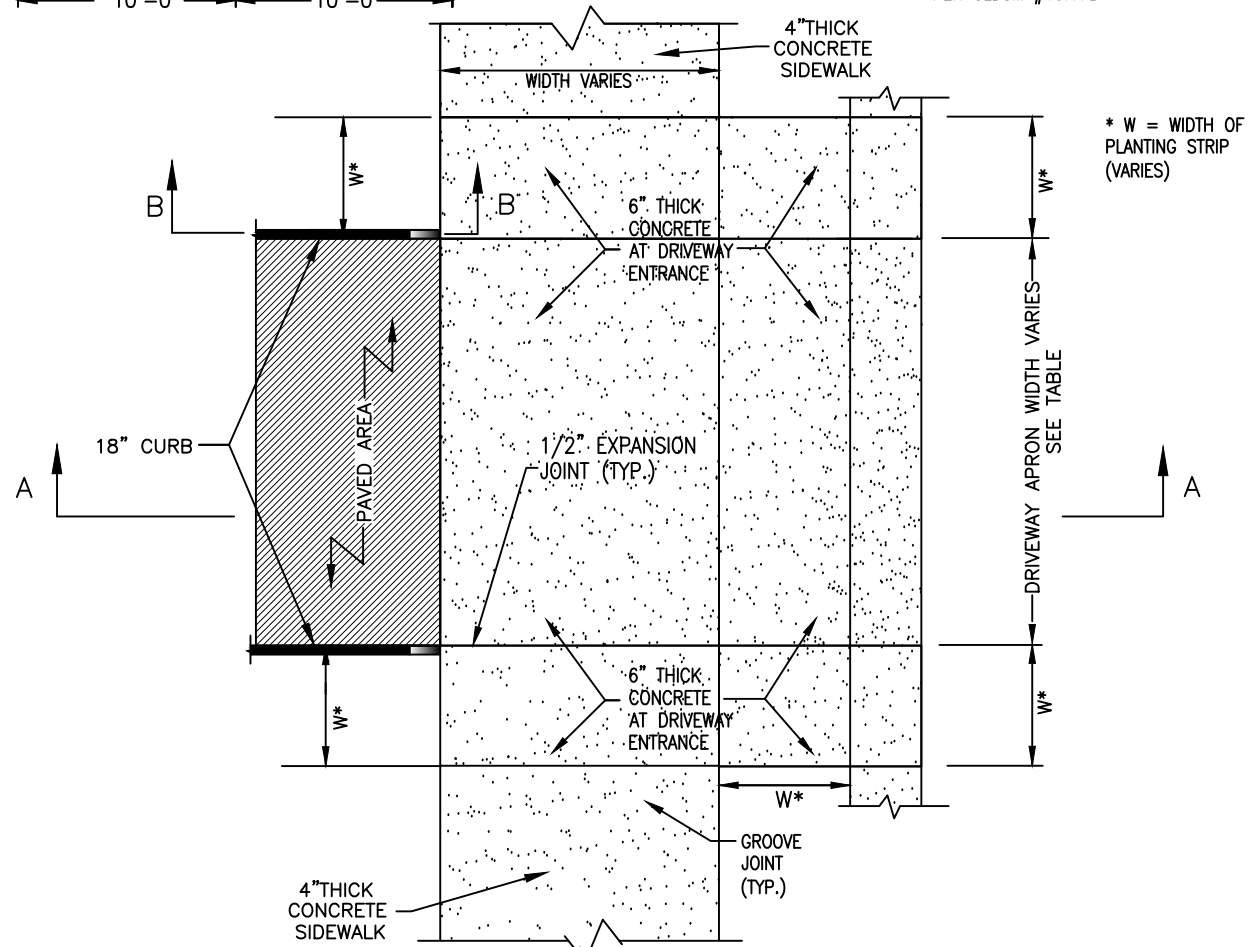 10'-0"
10'-0"
4"THICK
CONCRETE
SIDEWALK
WIDTH VARIES
* W = WIDTH OF
PLANTING STRIP
(VARIES)
W*
W*
B
B
6" THICK
CONCRETE
AT DRIVEWAY
ENTRANCE
DRIVEWAY APRON WIDTH VARIES
SEE TABLE
PAVED AREA
18" CURB
1/2" EXPANSION
JOINT (TYP.)
A
A
6" THICK
CONCRETE
AT DRIVEWAY
ENTRANCE
W*
W*
W*
GROOVE
JOINT
(TYP.)
4"THICK
CONCRETE
SIDEWALK